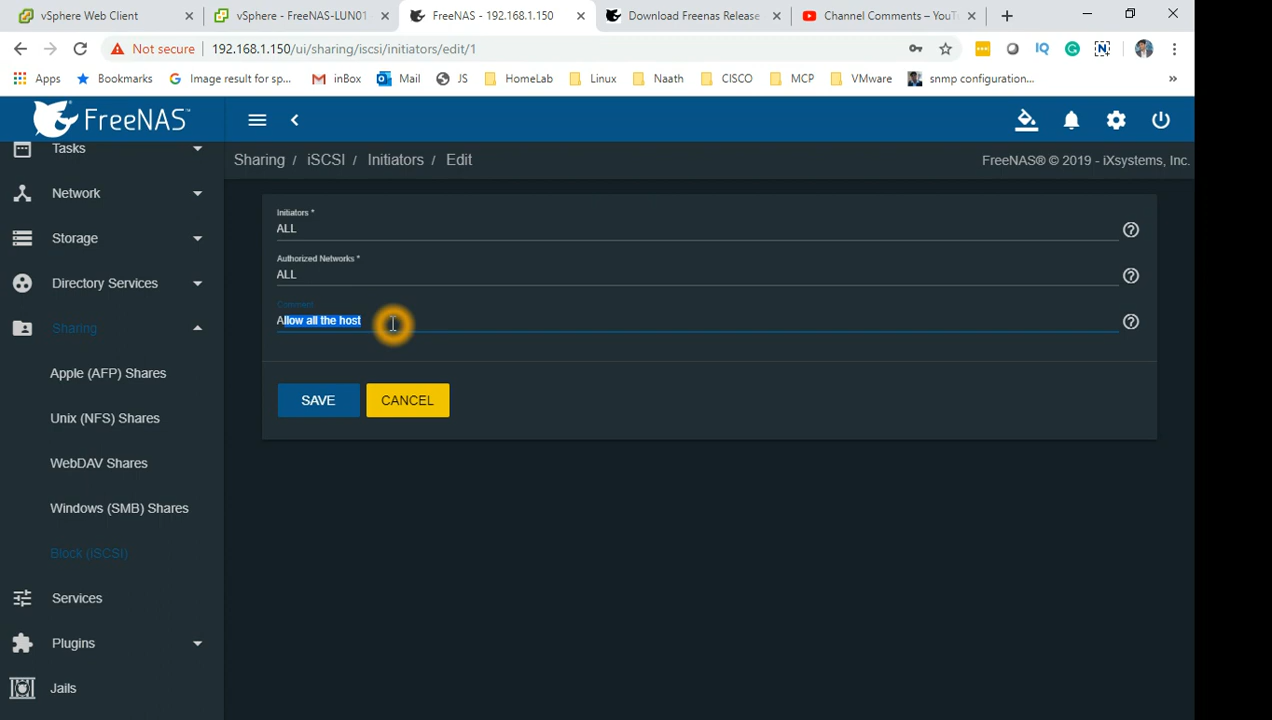 vSphere Web Client
vSphere - FreeNAS-LUN01 -
FreeNAS - 192.168.1.150
Download Freenas Release
Channel Comments – YouT
Not secure
192.168.1.150/ui/sharing/iscsi/initiators/edit/1
IQ
N
Apps
Bookmarks
Image result for sp...
inBox
Mail
JS
HomeLab
Linux
Naath
CISCO
MCP
VMware
snmp configuration...
»
FreeNAS™
Sharing / iSCSI / Initiators / Edit
FreeNAS® © 2019 - iXsystems, Inc.
Tasks
Network
Storage
Directory Services
Sharing
Apple (AFP) Shares
Unix (NFS) Shares
WebDAV Shares
Windows (SMB) Shares
Block (iSCSI)
Services
Plugins
Jails
Initiators *
ALL
Authorized Networks *
ALL
Comment
Allow all the host
SAVE
CANCEL